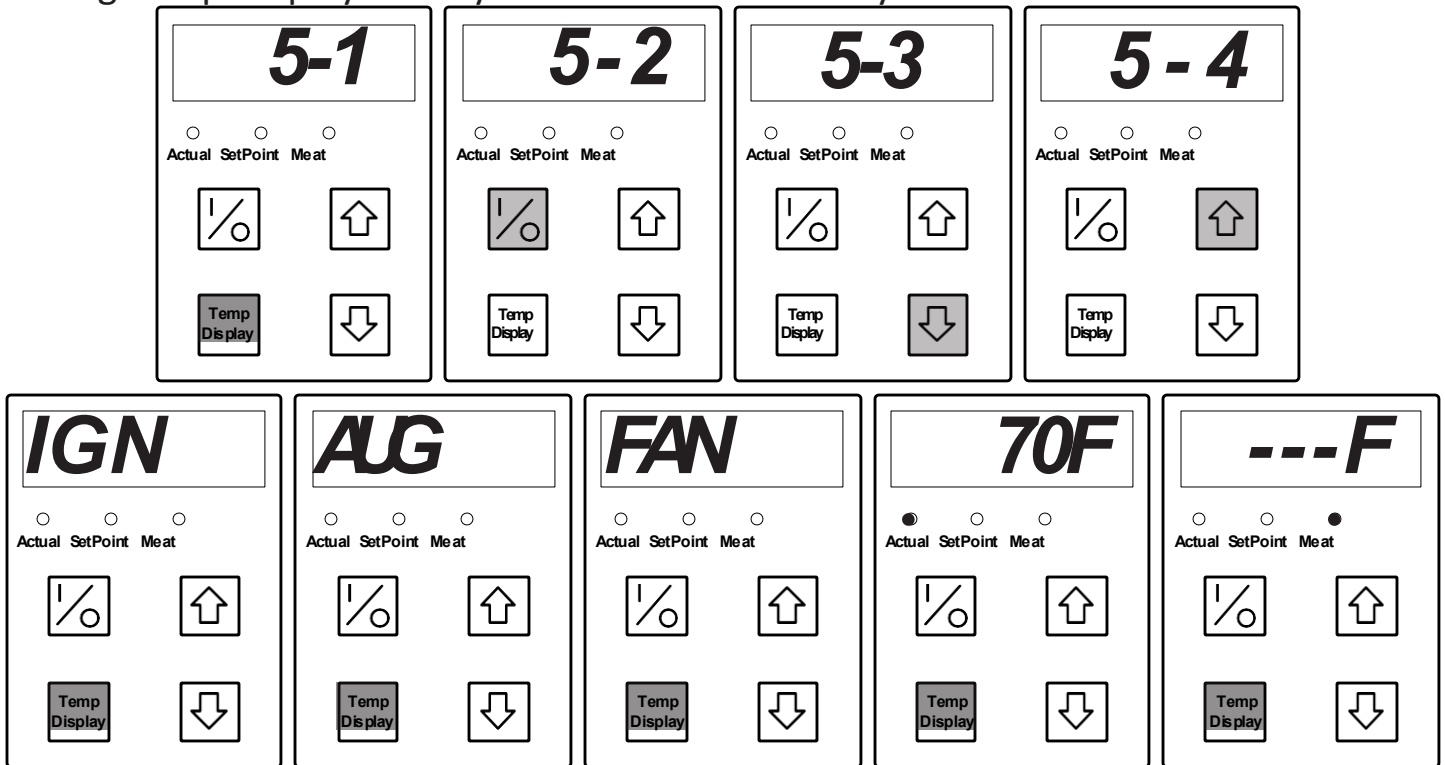 5-1
Actual SetPoint Meat
Temp
Display
5-2
Actual SetPoint Meat
Temp
Display
5-3
Actual SetPoint Meat
Temp
Display
5-4
Actual SetPoint Meat
Temp
Display
IGN
Actual SetPoint Meat
Temp
Display
AUG
Actual SetPoint Meat
Temp
Display
FAN
Actual SetPoint Meat
Temp
Display
70F
Actual SetPoint Meat
Temp
Display
---F
Actual SetPoint Meat
Temp
Display